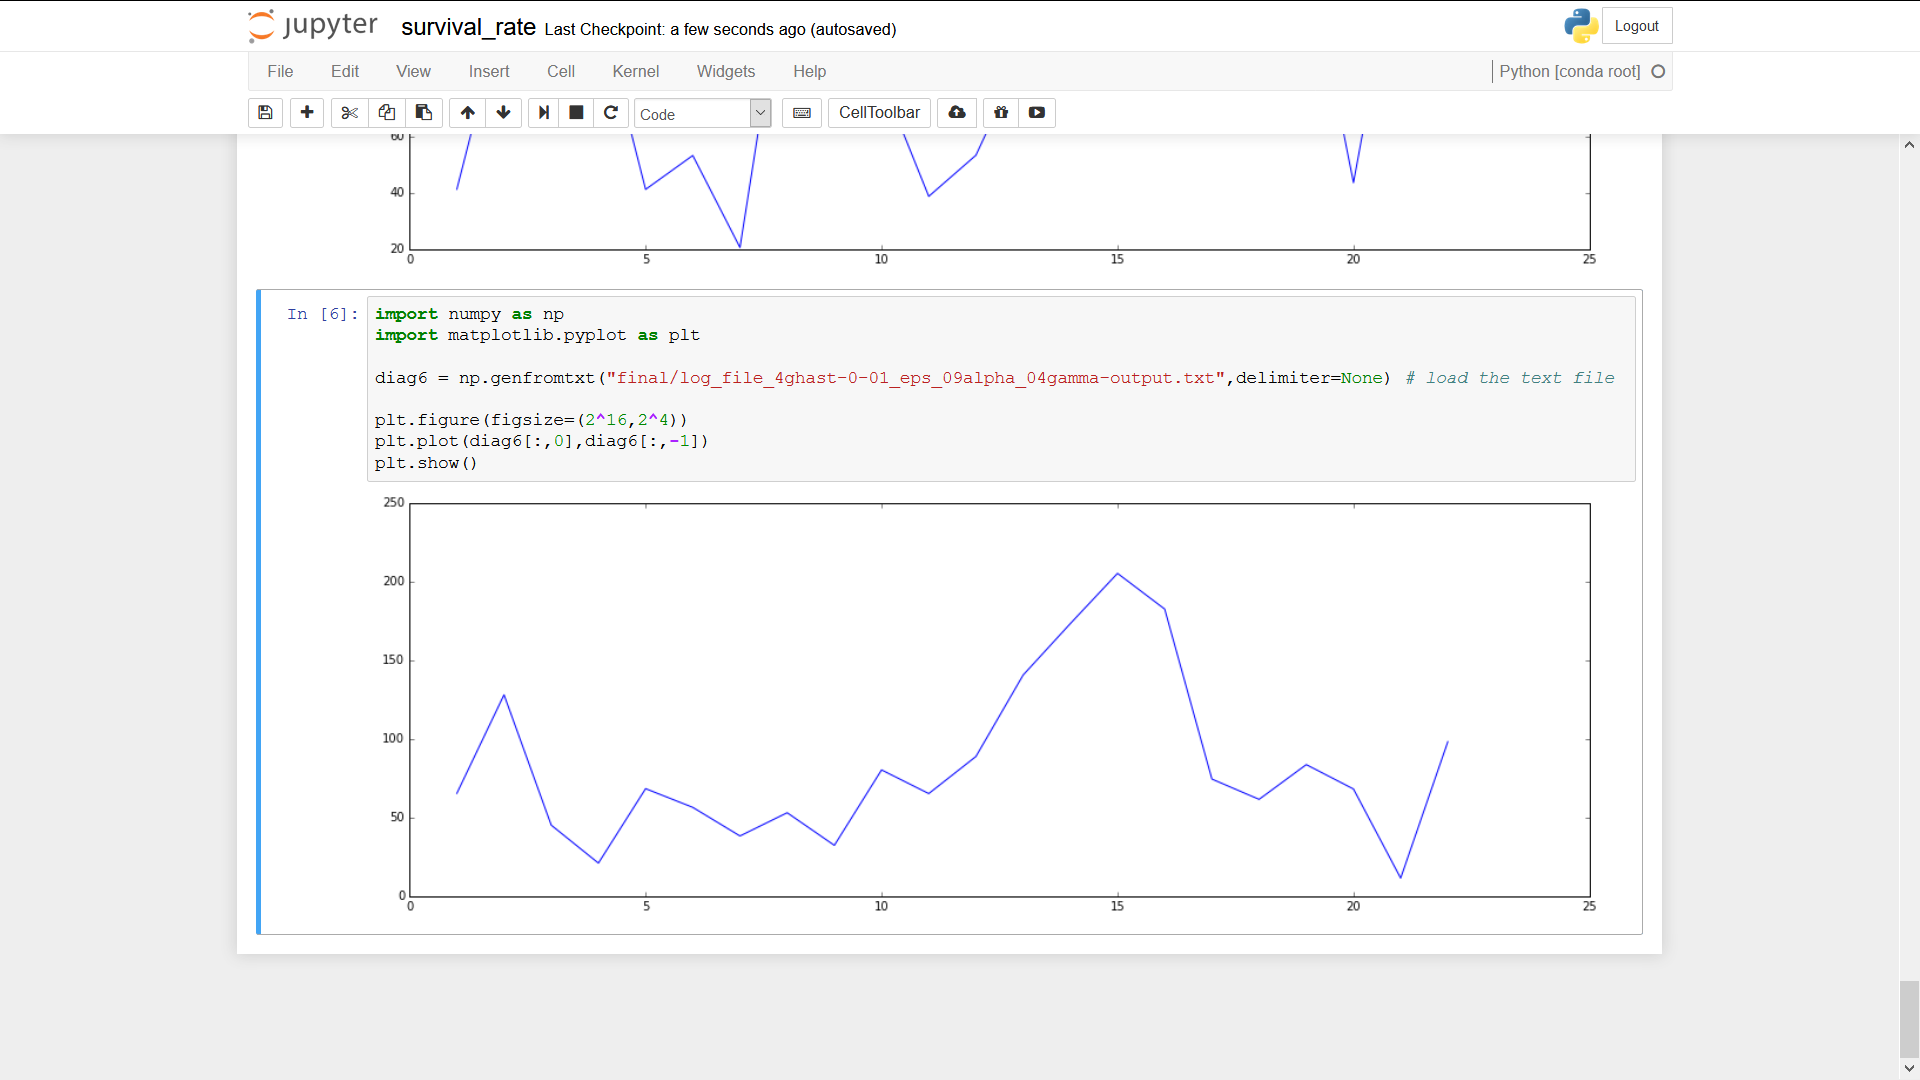 jupyter survival_rate Last Checkpoint: a few seconds ago (autosaved) Logout
File Edit View Insert Cell Kernel Widgets Help Python [conda root]
Code CellToolbar
60
40
20
0 5 10 15 20 25
In [6]: import numpy as np
import matplotlib.pyplot as plt
diag6 = np.genfromtxt("final/log_file_4ghast-0-01_eps_09alpha_04gamma-output.txt",delimiter=None) # load the text file
plt.figure(figsize=(2^16,2^4))
plt.plot(diag6[:,0],diag6[:,-1])
plt.show()
250
200
150
100
50
0
0 5 10 15 20 25